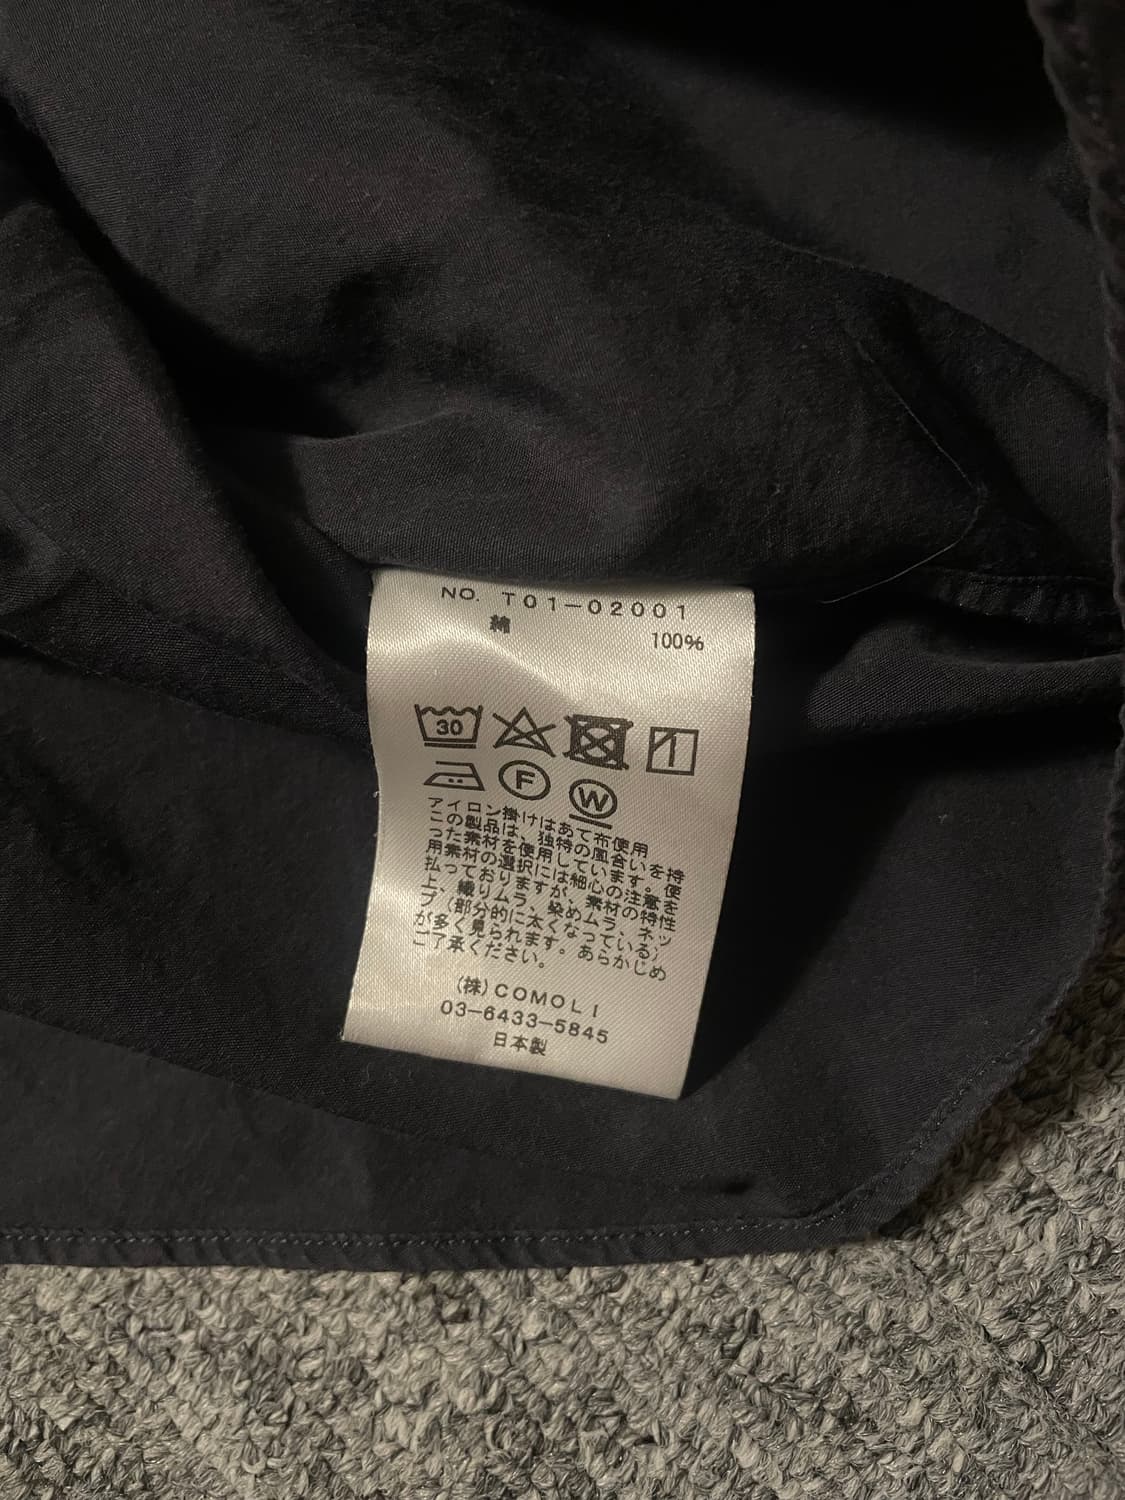 NO. T01-02001
綿 100%
30
F
W
アイロン掛けはあて布使用
この製品は、独特の風合いを持
った素材を使用しています。使
用素材の選択には細心の注意を
払っておりますが、素材の特性
上、織りムラ、染めムラ、ネッ
プ(部分的に太くなっている)
が多く見られます。あらかじめ
ご了承ください。
(株)COMOLI
03-6433-5845
日本製